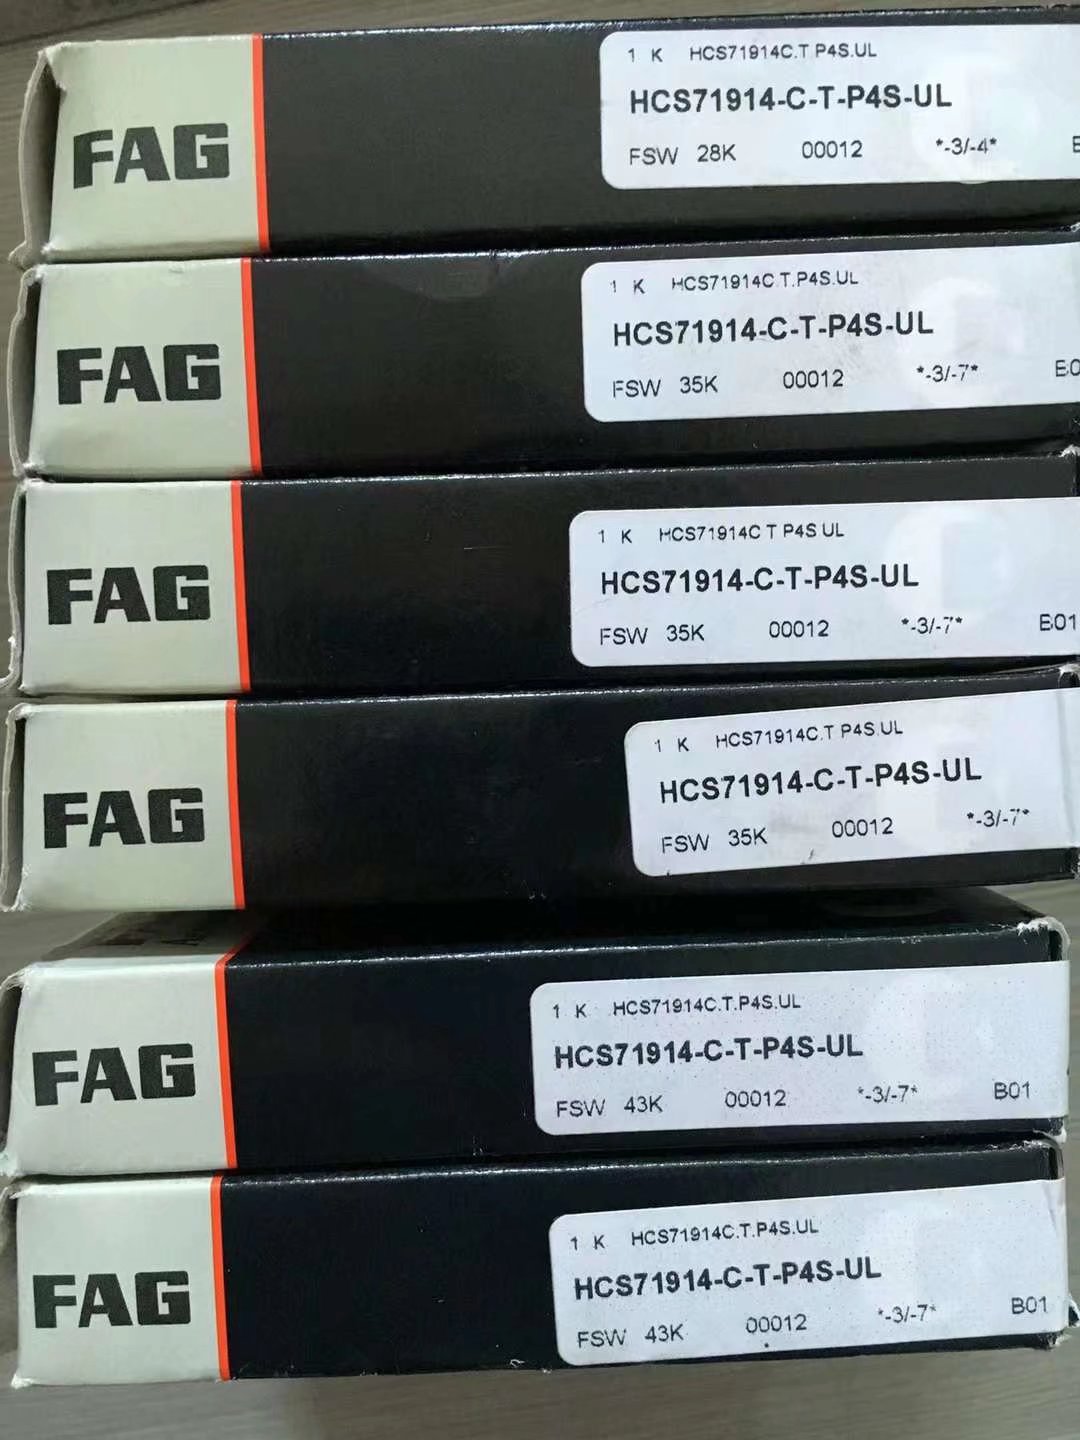 FAG
1 K HCS71914C.T P4S.UL
HCS71914-C-T-P4S-UL
FSW 28K 00012 *-3/-4*
FAG
1 K HCS71914C.T.P4S.UL
HCS71914-C-T-P4S-UL
FSW 35K 00012 *-3/-7*
FAG
1 K HCS71914C T P4S UL
HCS71914-C-T-P4S-UL
FSW 35K 00012 *-3/-7* B01
FAG
1 K HCS71914C.T P4S.UL
HCS71914-C-T-P4S-UL
FSW 35K 00012 *-3/-7*
FAG
1 K HCS71914C.T.P4S.UL
HCS71914-C-T-P4S-UL
FSW 43K 00012 *-3/-7* B01
FAG
1 K HCS71914C.T.P4S.UL
HCS71914-C-T-P4S-UL
FSW 43K 00012 *-3/-7* B01